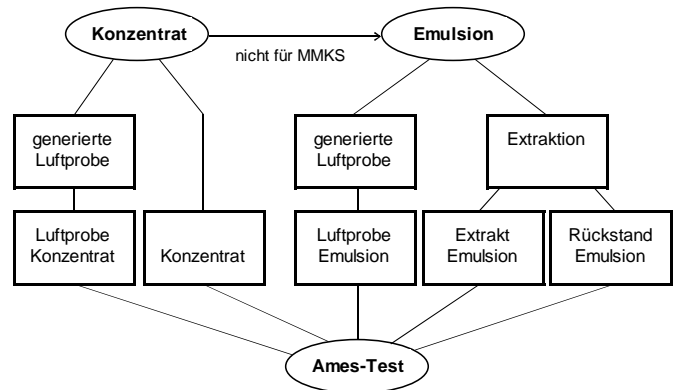 Konzentrat
Emulsion
nicht für MMKS
generierte
Luftprobe
generierte
Luftprobe
Extraktion
Luftprobe
Konzentrat
Konzentrat
Luftprobe
Emulsion
Extrakt
Emulsion
Rückstand
Emulsion
Ames-Test